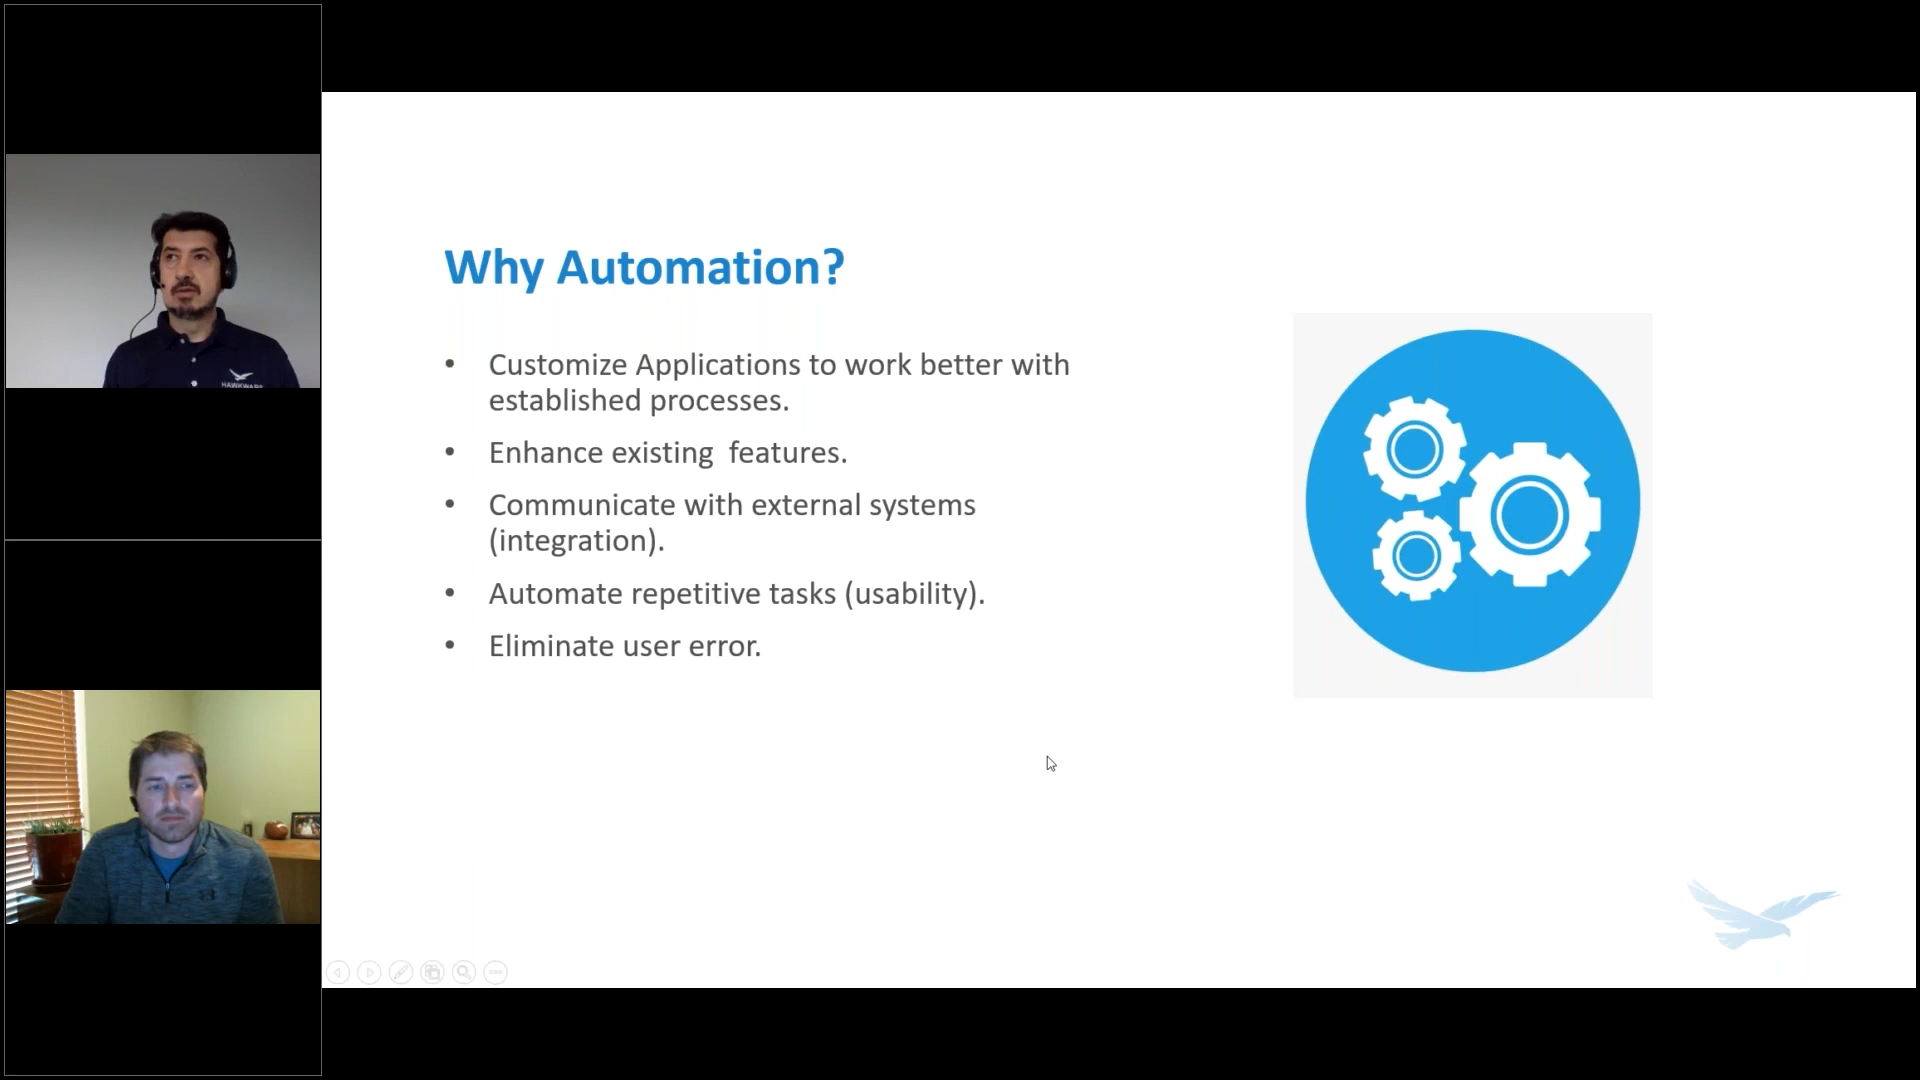 Why Automation?
• Customize Applications to work better with
established processes.
• Enhance existing  features.
• Communicate with external systems
(integration).
• Automate repetitive tasks (usability).
• Eliminate user error.